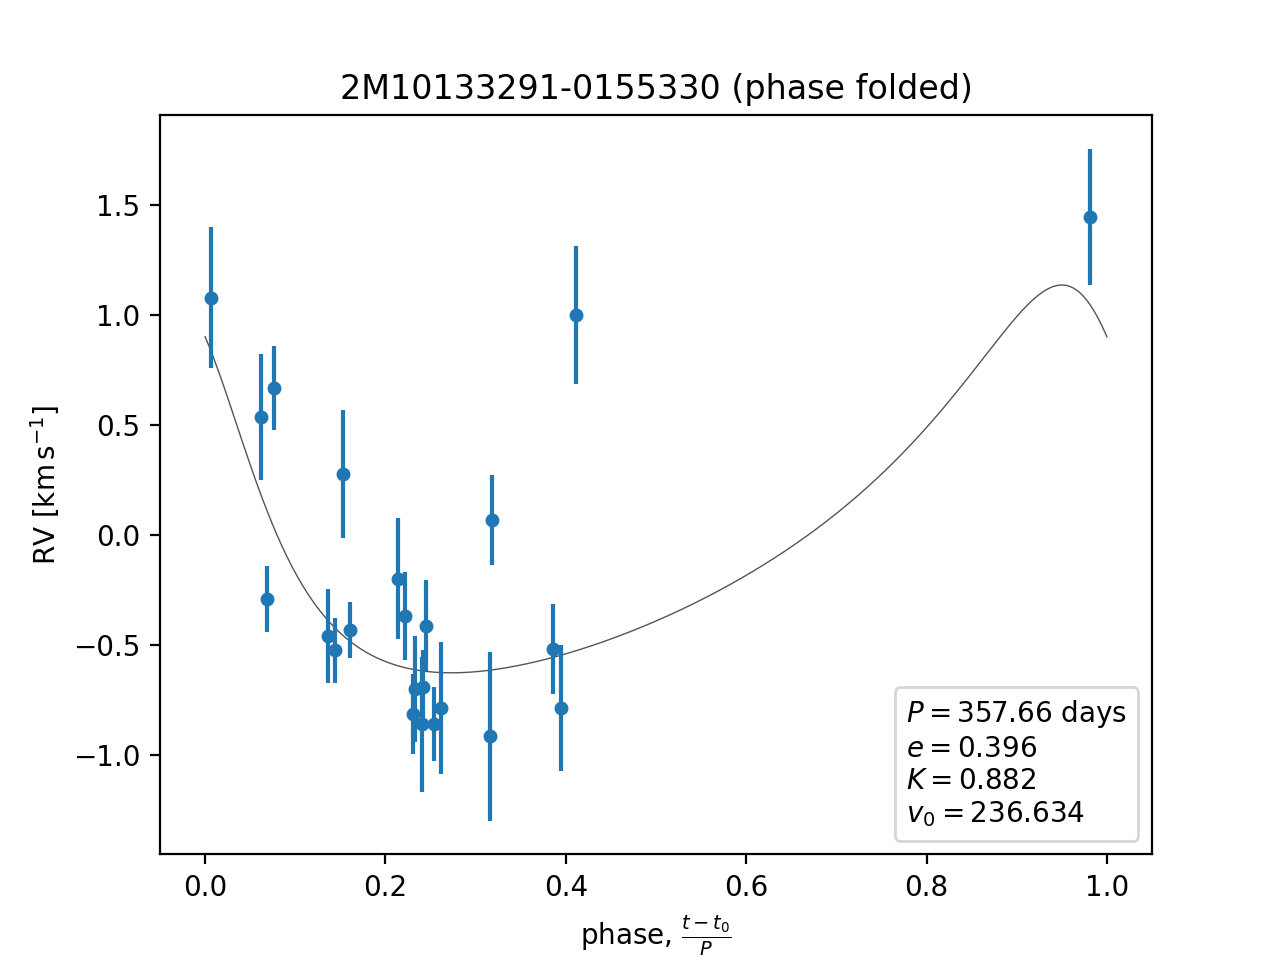 2M10133291-0155330 (phase folded)
RV [km s⁻¹]
1.5
1.0
0.5
0.0
−0.5
−1.0
P = 357.66 days
e = 0.396
K = 0.882
v₀ = 236.634
0.0 0.2 0.4 0.6 0.8 1.0
phase, (t − t₀)/P